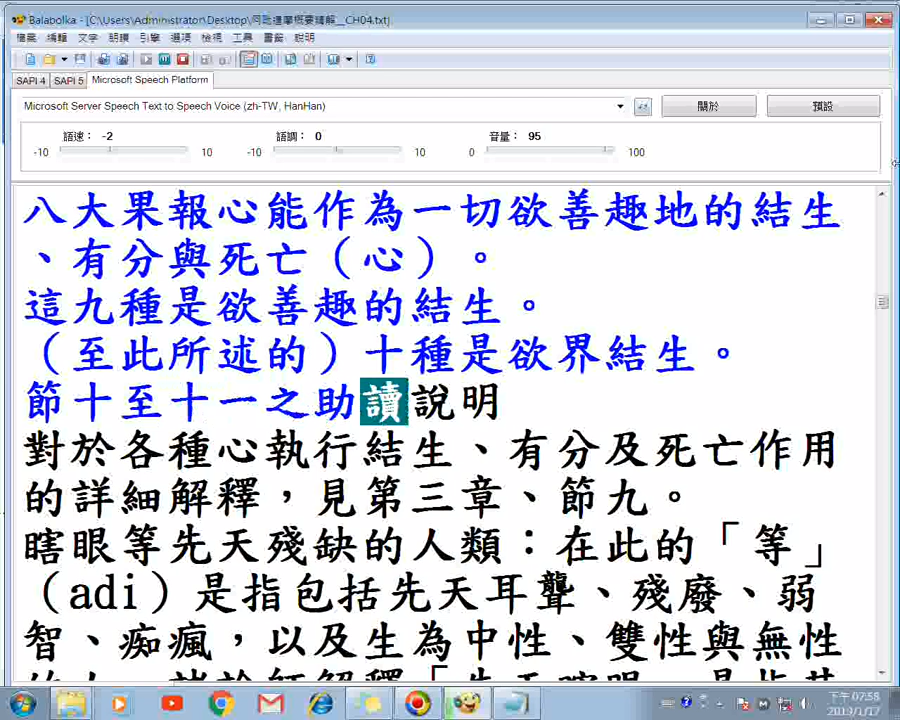 Balabolka - [C:\Users\Administrator\Desktop\阿毗達摩概要精解__CH04.txt]
檔案 編輯 文字 朗讀 引擎 選項 檢視 工具 書籤 說明
SAPI 4 SAPI 5 Microsoft Speech Platform
Microsoft Server Speech Text to Speech Voice (zh-TW, HanHan)
關於 預設
語速： -2 語調： 0 音量： 95
-10 10 -10 10 0 100
八大果報心能作為一切欲善趣地的結生
、有分與死亡（心）。
這九種是欲善趣的結生。
（至此所述的）十種是欲界結生。
節十至十一之助讀說明
對於各種心執行結生、有分及死亡作用
的詳細解釋，見第三章、節九。
瞎眼等先天殘缺的人類：在此的「等」
（adi）是指包括先天耳聾、殘廢、弱
智、痴瘋，以及生為中性、雙性與無性
下午 07:58
2019/1/17